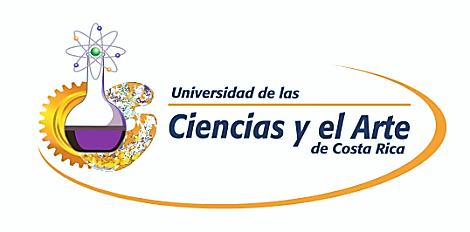 Universidad de las
Ciencias y el Arte
de Costa Rica